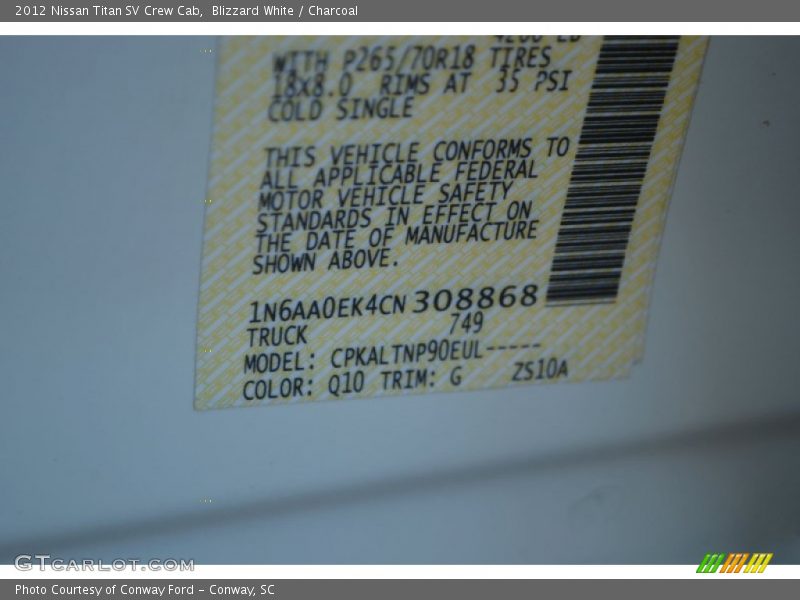 2012 Nissan Titan SV Crew Cab, Blizzard White / Charcoal
WITH P265/70R18 TIRES
18x8.0 RIMS AT 35 PSI
COLD SINGLE
THIS VEHICLE CONFORMS TO
ALL APPLICABLE FEDERAL
MOTOR VEHICLE SAFETY
STANDARDS IN EFFECT ON
THE DATE OF MANUFACTURE
SHOWN ABOVE.
1N6AA0EK4CN308868
TRUCK 749
MODEL: CPKALTNP90EUL-----
COLOR: Q10 TRIM: G ZS10A
GTCARLOT.COM
Photo Courtesy of Conway Ford – Conway, SC